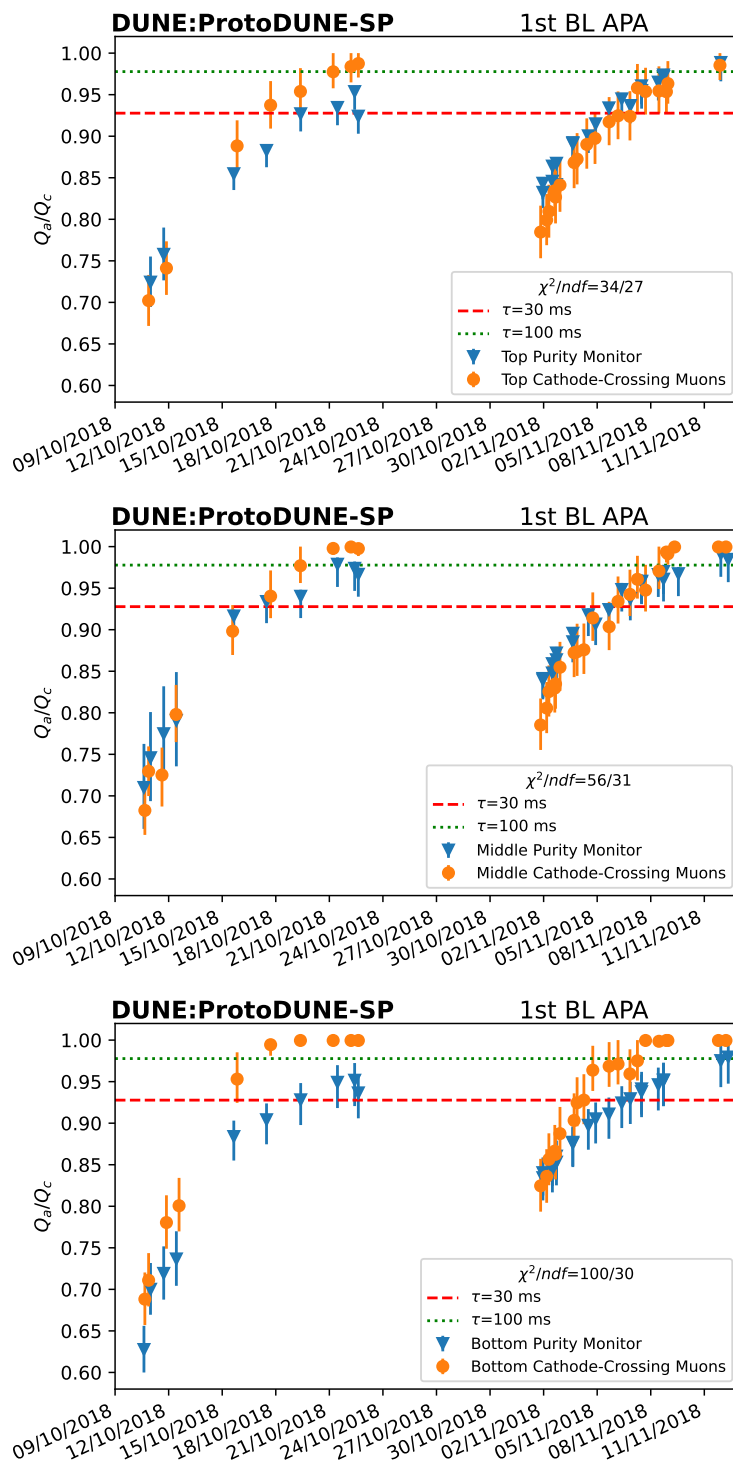 DUNE:ProtoDUNE-SP 1st BL APA
1.00
0.95
0.90
0.85
0.80
0.75
0.70
0.65
0.60
Qa/Qc
χ²/ndf=34/27
τ=30 ms
τ=100 ms
Top Purity Monitor
Top Cathode-Crossing Muons
09/10/2018 12/10/2018 15/10/2018 18/10/2018 21/10/2018 24/10/2018 27/10/2018 30/10/2018 02/11/2018 05/11/2018 08/11/2018 11/11/2018
DUNE:ProtoDUNE-SP 1st BL APA
1.00
0.95
0.90
0.85
0.80
0.75
0.70
0.65
0.60
Qa/Qc
χ²/ndf=56/31
τ=30 ms
τ=100 ms
Middle Purity Monitor
Middle Cathode-Crossing Muons
09/10/2018 12/10/2018 15/10/2018 18/10/2018 21/10/2018 24/10/2018 27/10/2018 30/10/2018 02/11/2018 05/11/2018 08/11/2018 11/11/2018
DUNE:ProtoDUNE-SP 1st BL APA
1.00
0.95
0.90
0.85
0.80
0.75
0.70
0.65
0.60
Qa/Qc
χ²/ndf=100/30
τ=30 ms
τ=100 ms
Bottom Purity Monitor
Bottom Cathode-Crossing Muons
09/10/2018 12/10/2018 15/10/2018 18/10/2018 21/10/2018 24/10/2018 27/10/2018 30/10/2018 02/11/2018 05/11/2018 08/11/2018 11/11/2018